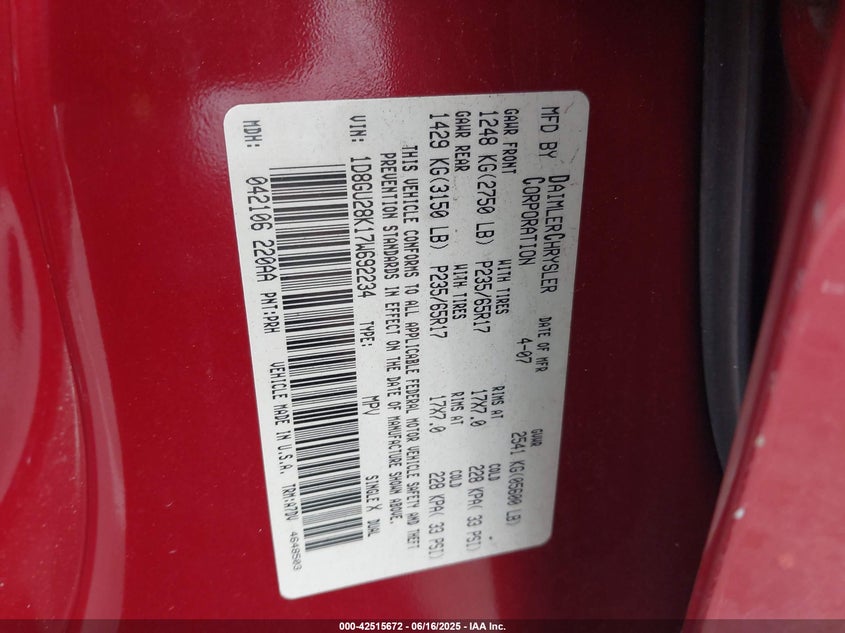 MFD BY DAIMLERCHRYSLER CORPORATION
DATE OF MFR 4-07
GVWR 2541 KG(05600 LB)
GAWR FRONT WITH TIRES RIMS AT COLD
1248 KG(2750 LB) P235/65R17 17X7.0 228 KPA( 33 PSI)
GAWR REAR WITH TIRES RIMS AT COLD
1429 KG(3150 LB) P235/65R17 17X7.0 228 KPA( 33 PSI)
THIS VEHICLE CONFORMS TO ALL APPLICABLE FEDERAL MOTOR VEHICLE SAFETY AND THEFT
PREVENTION STANDARDS IN EFFECT ON THE DATE OF MANUFACTURE SHOWN ABOVE.
VIN: 1D8GU28K17W692234 TYPE: MPV SINGLE X DUAL
MDH: 042106 220AA PNT:PRH VEHICLE MADE IN U.S.A. TRM:A7DV 4648503
000-42515672 - 06/16/2025 - IAA Inc.